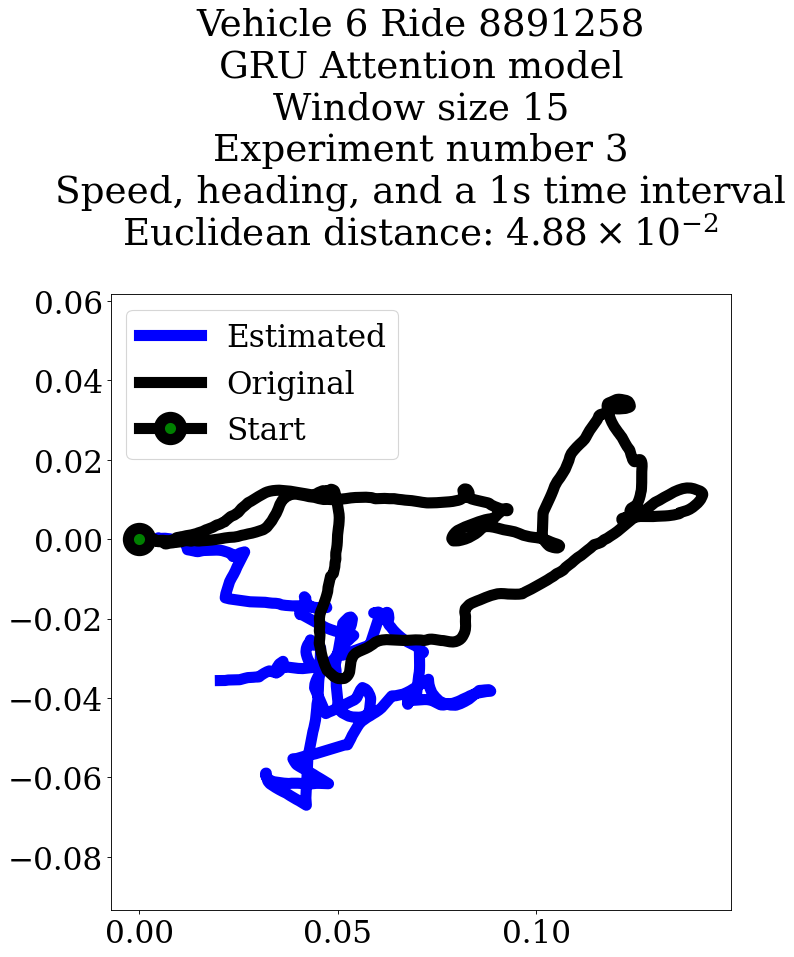 Vehicle 6 Ride 8891258
GRU Attention model
Window size 15
Experiment number 3
Speed, heading, and a 1s time interval
Euclidean distance: 4.88 × 10⁻²
0.06
Estimated
0.04
Original
Start
0.02
0.00
−0.02
−0.04
−0.06
−0.08
0.00 0.05 0.10